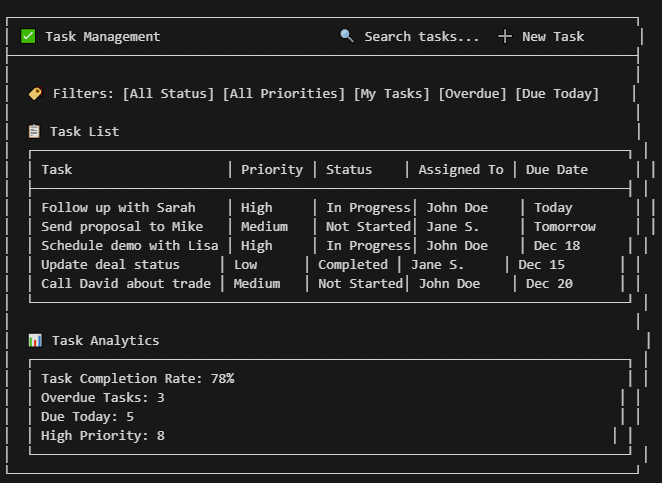 ✅ Task Management 🔍 Search tasks... ➕ New Task
🏷️ Filters: [All Status] [All Priorities] [My Tasks] [Overdue] [Due Today]
📋 Task List
Task | Priority | Status | Assigned To | Due Date
Follow up with Sarah | High | In Progress | John Doe | Today
Send proposal to Mike | Medium | Not Started | Jane S. | Tomorrow
Schedule demo with Lisa | High | In Progress | John Doe | Dec 18
Update deal status | Low | Completed | Jane S. | Dec 15
Call David about trade | Medium | Not Started | John Doe | Dec 20
📊 Task Analytics
Task Completion Rate: 78%
Overdue Tasks: 3
Due Today: 5
High Priority: 8